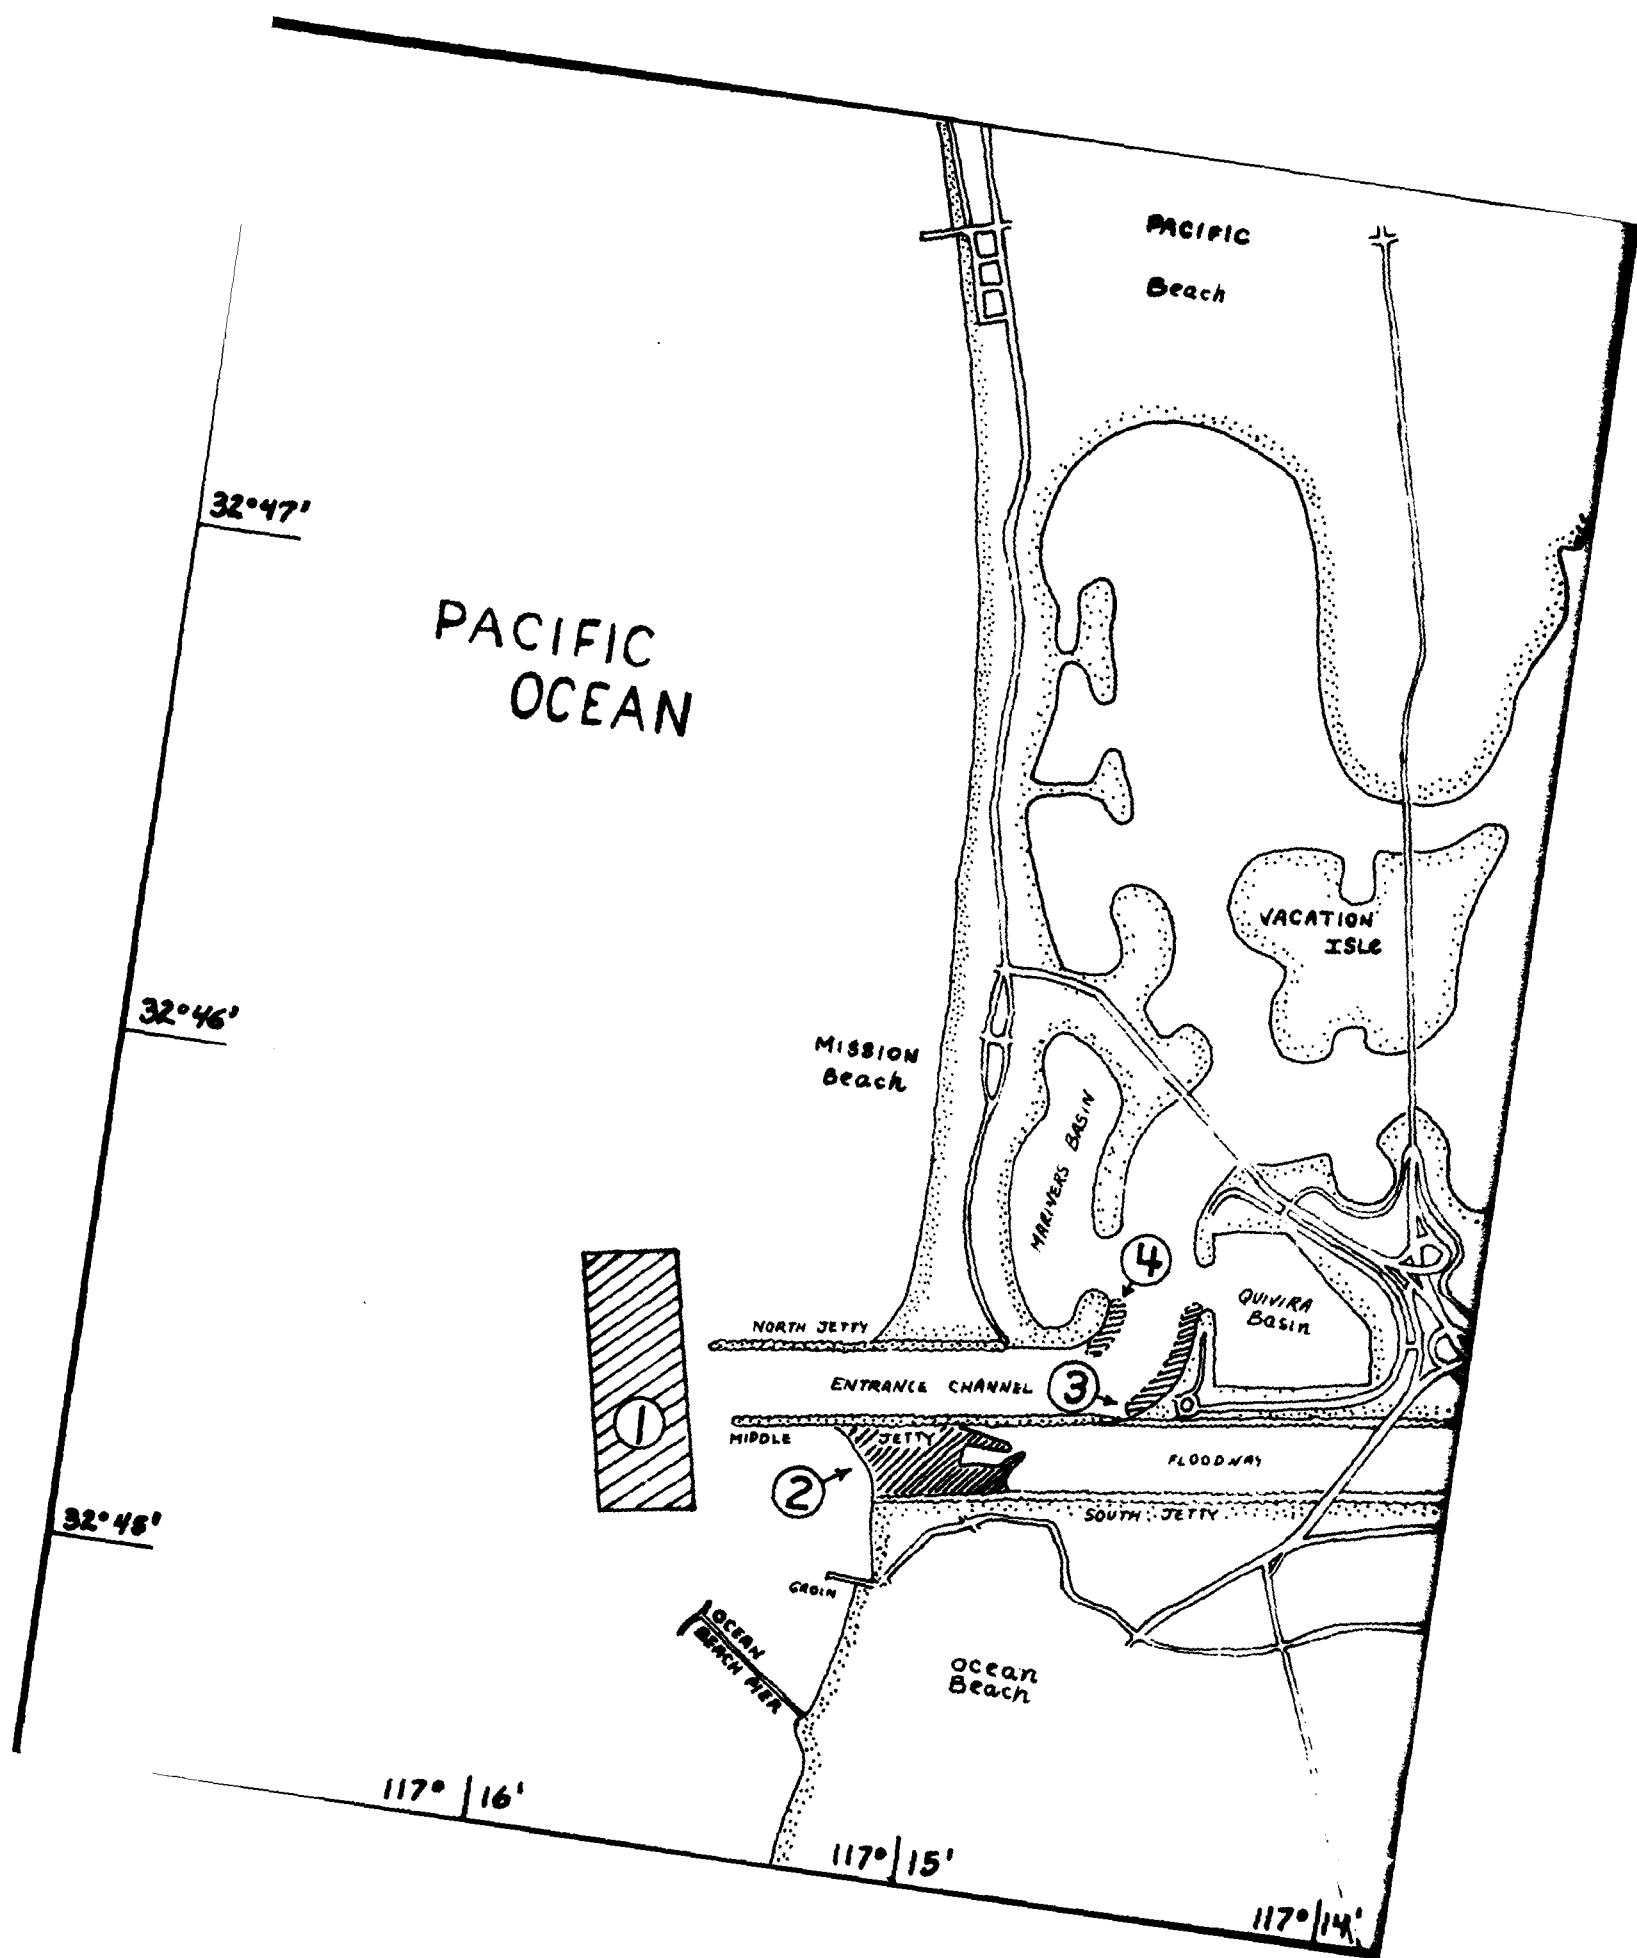 PACIFIC
Beach
32°47'
PACIFIC
OCEAN
VACATION
ISLe
32°46'
MISSION
Beach
MARINERS BASIN
4
QUIVIRA
Basin
NORTH JETTY
ENTRANCE CHANNEL
3
1
MIDDLE JETTY
FLOODWAY
2
SOUTH JETTY
32°45'
GROIN
OCEAN
BEACH PIER
Ocean
Beach
117° 16'
117° 15'
117° 14'